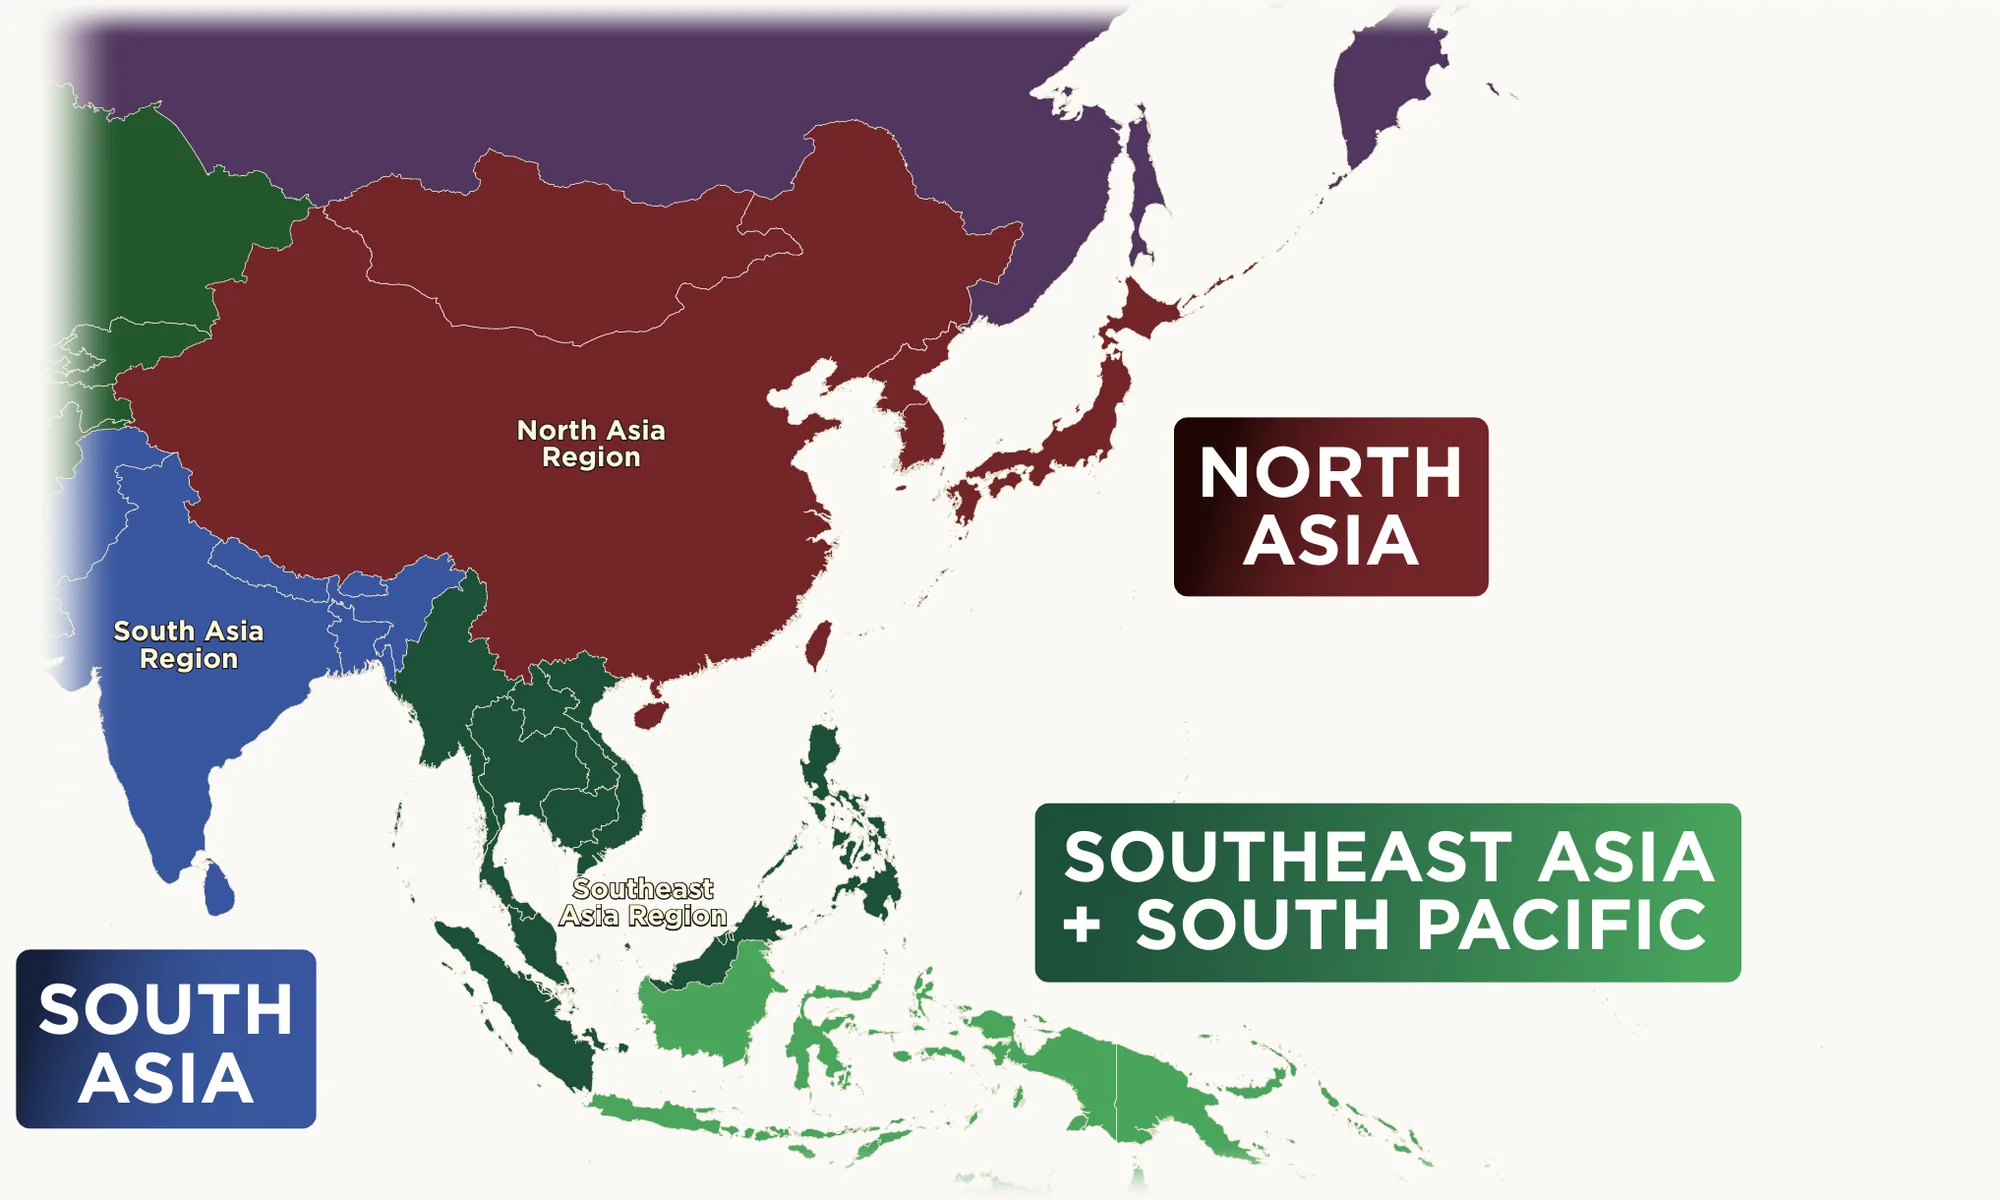 North Asia
Region
NORTH
ASIA
South Asia
Region
SOUTHEAST ASIA
+ SOUTH PACIFIC
Southeast
Asia Region
SOUTH
ASIA